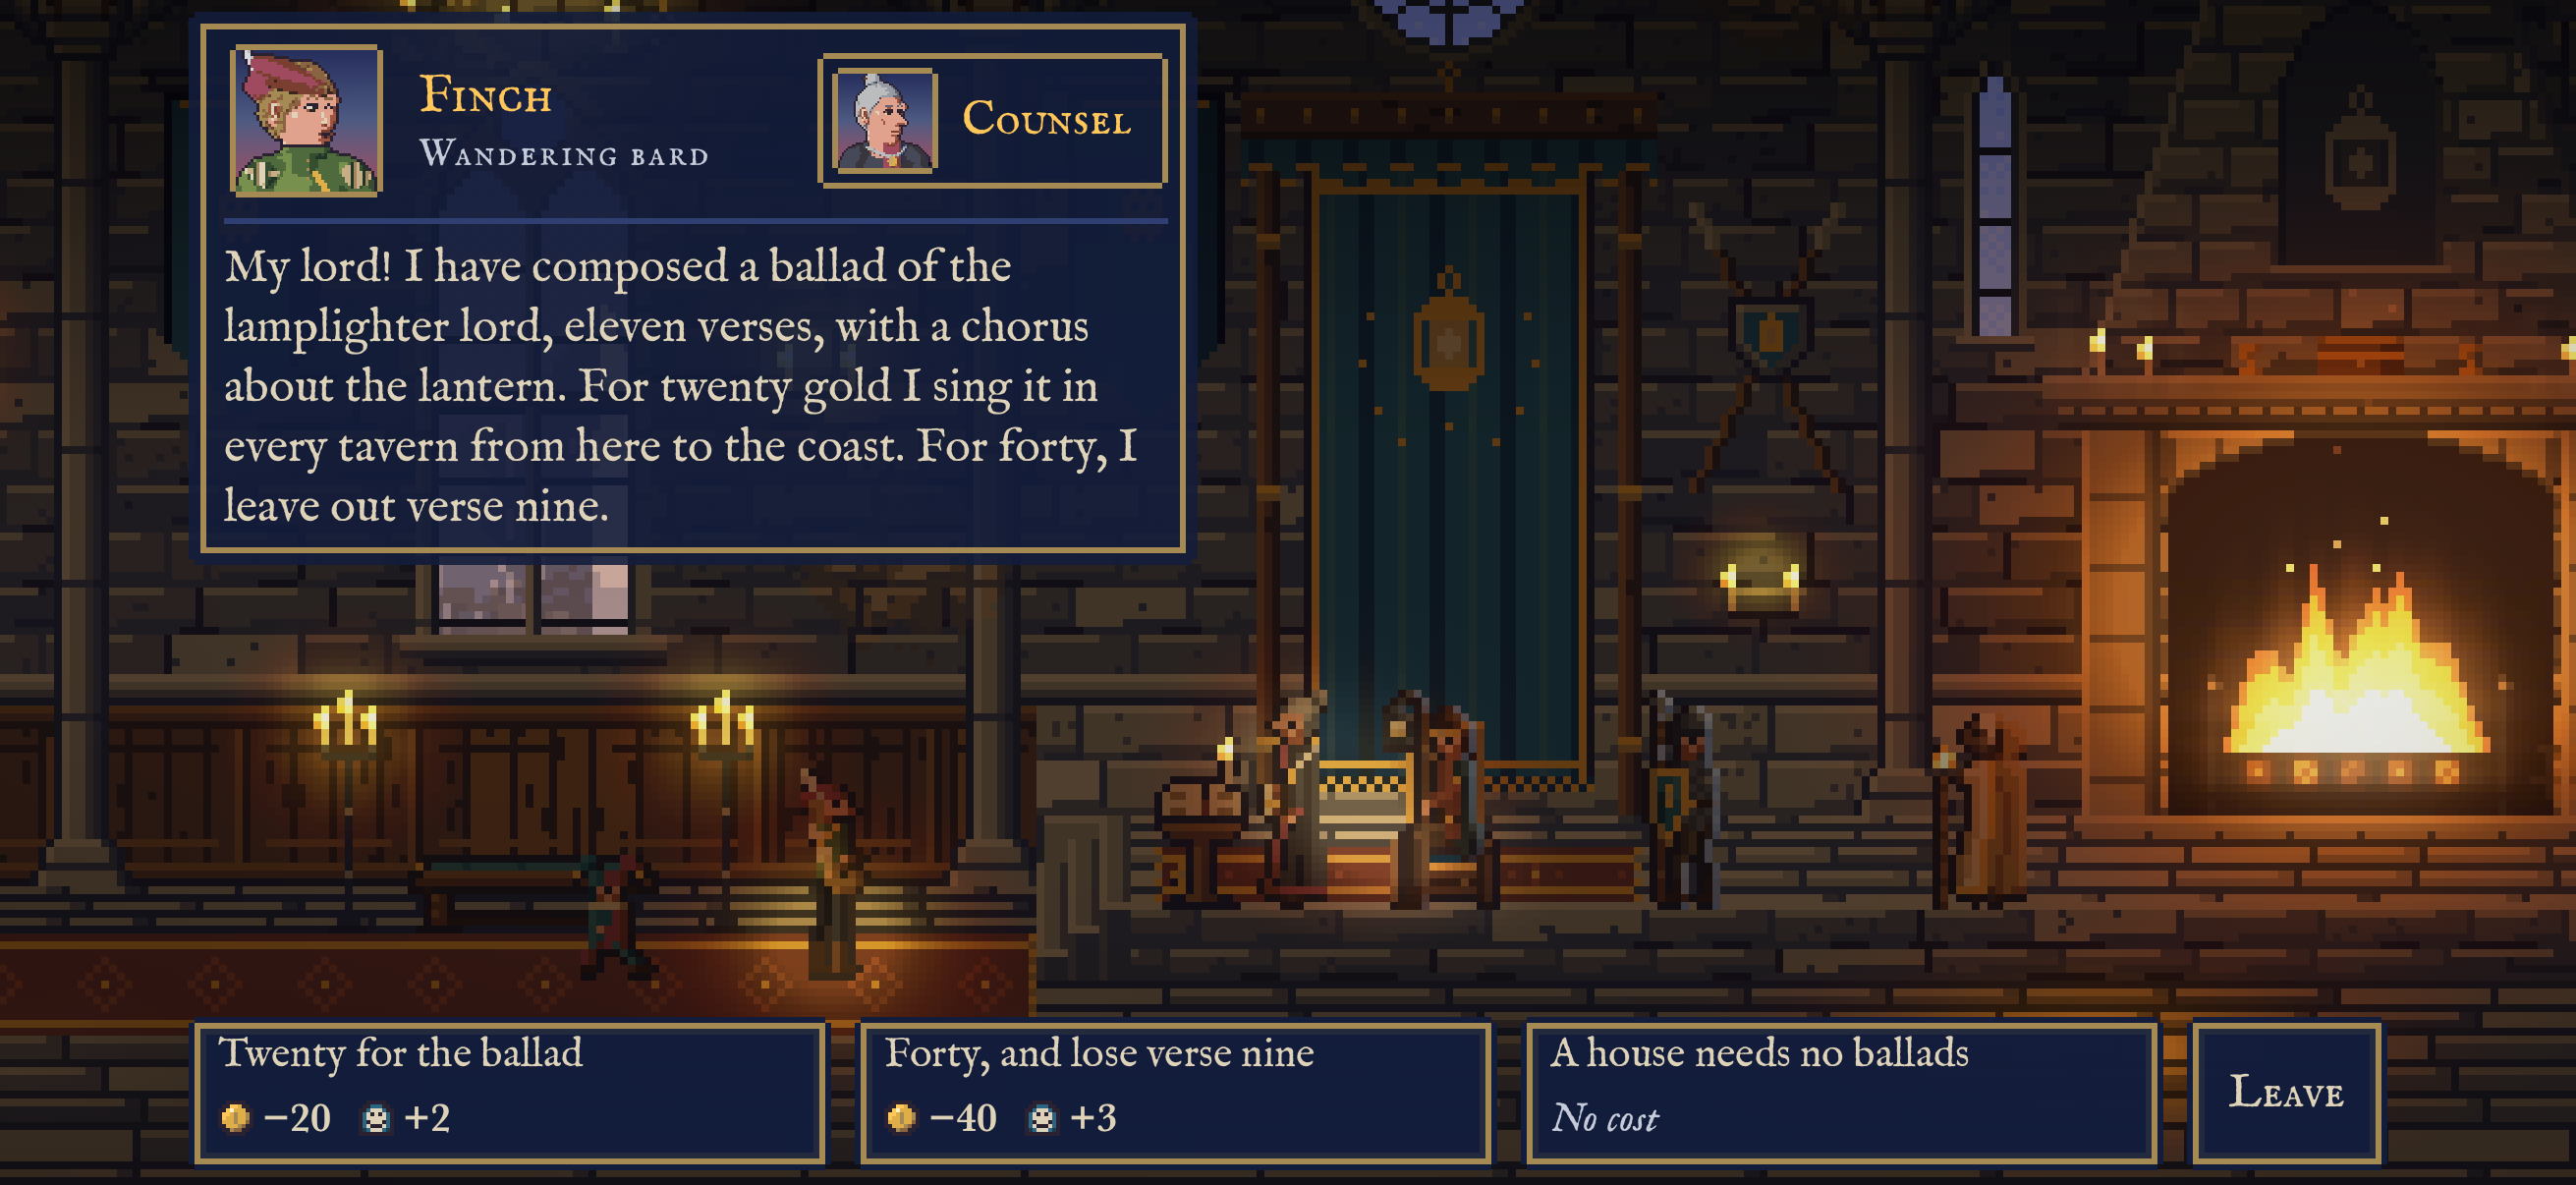 Finch
Wandering bard
Counsel
My lord! I have composed a ballad of the
lamplighter lord, eleven verses, with a chorus
about the lantern. For twenty gold I sing it in
every tavern from here to the coast. For forty, I
leave out verse nine.
Twenty for the ballad
−20 +2
Forty, and lose verse nine
−40 +3
A house needs no ballads
No cost
Leave